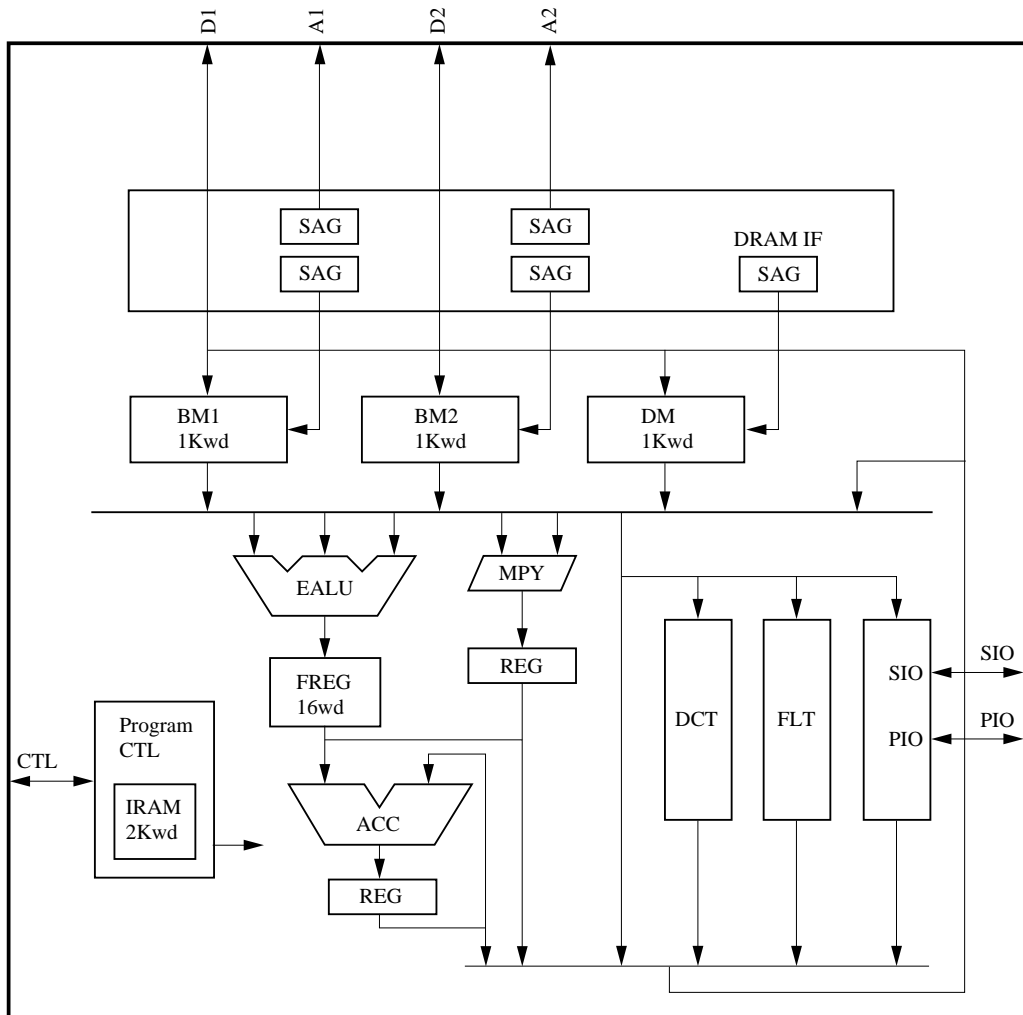 D1
A1
D2
A2
SAG
SAG
DRAM IF
SAG
SAG
SAG
BM1
1Kwd
BM2
1Kwd
DM
1Kwd
EALU
MPY
FREG
16wd
REG
DCT
FLT
SIO
PIO
SIO
PIO
CTL
Program
CTL
IRAM
2Kwd
ACC
REG